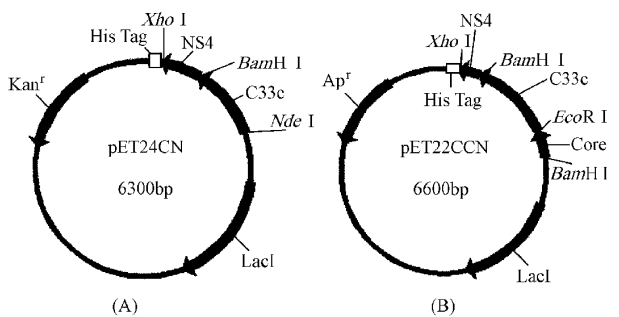 Xho I
His Tag
NS4
BamH I
Kanʳ
C33c
Nde I
pET24CN
6300bp
LacI
(A)
NS4
Xho I
BamH I
Apʳ
C33c
His Tag
EcoR I
Core
pET22CCN
BamH I
6600bp
LacI
(B)